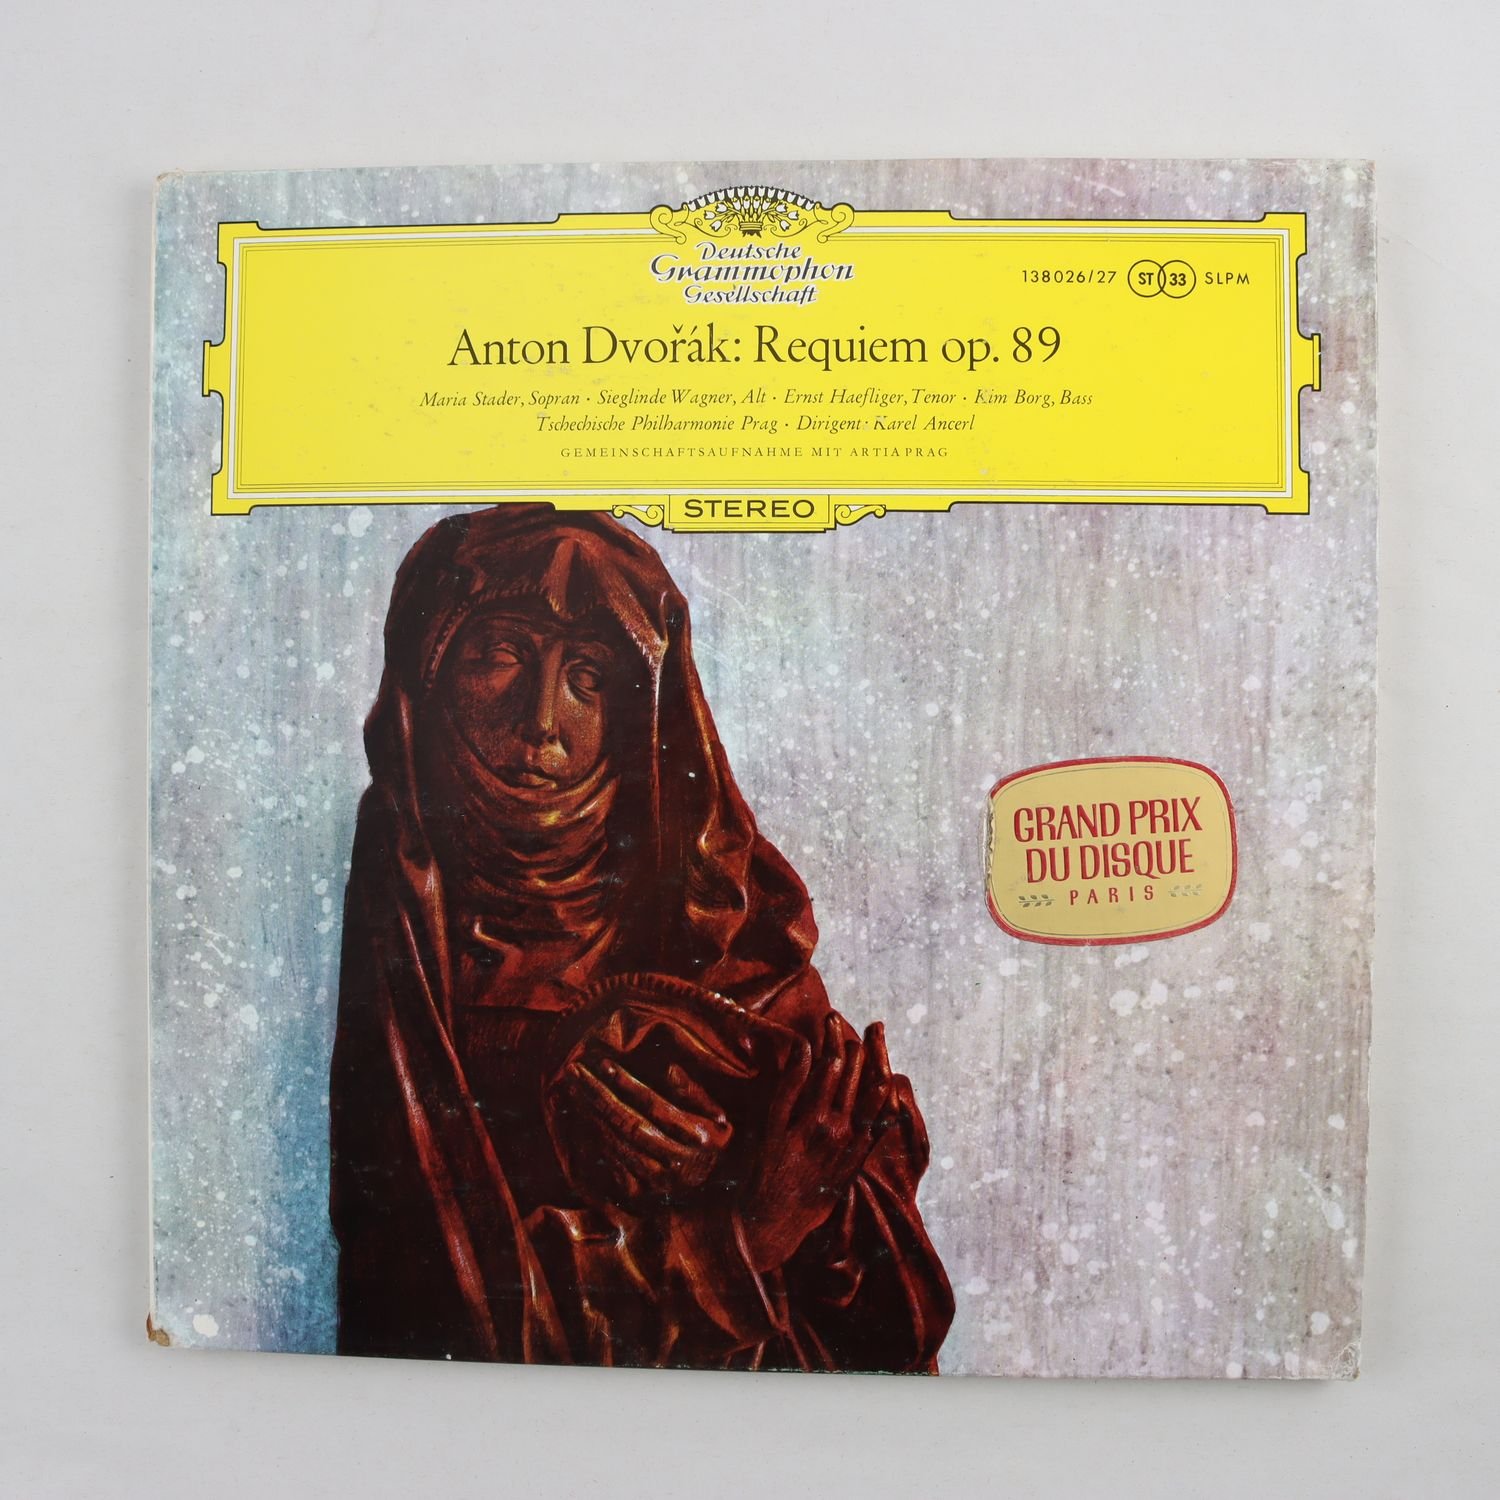 Deutsche
Grammophon
Gesellschaft
138026/27 ST 33 SLPM
Anton Dvořák: Requiem op. 89
Maria Stader, Sopran · Sieglinde Wagner, Alt · Ernst Haefliger, Tenor · Kim Borg, Bass
Tschechische Philharmonie Prag · Dirigent: Karel Ancerl
GEMEINSCHAFTSAUFNAHME MIT ARTIA PRAG
STEREO
GRAND PRIX
DU DISQUE
PARIS